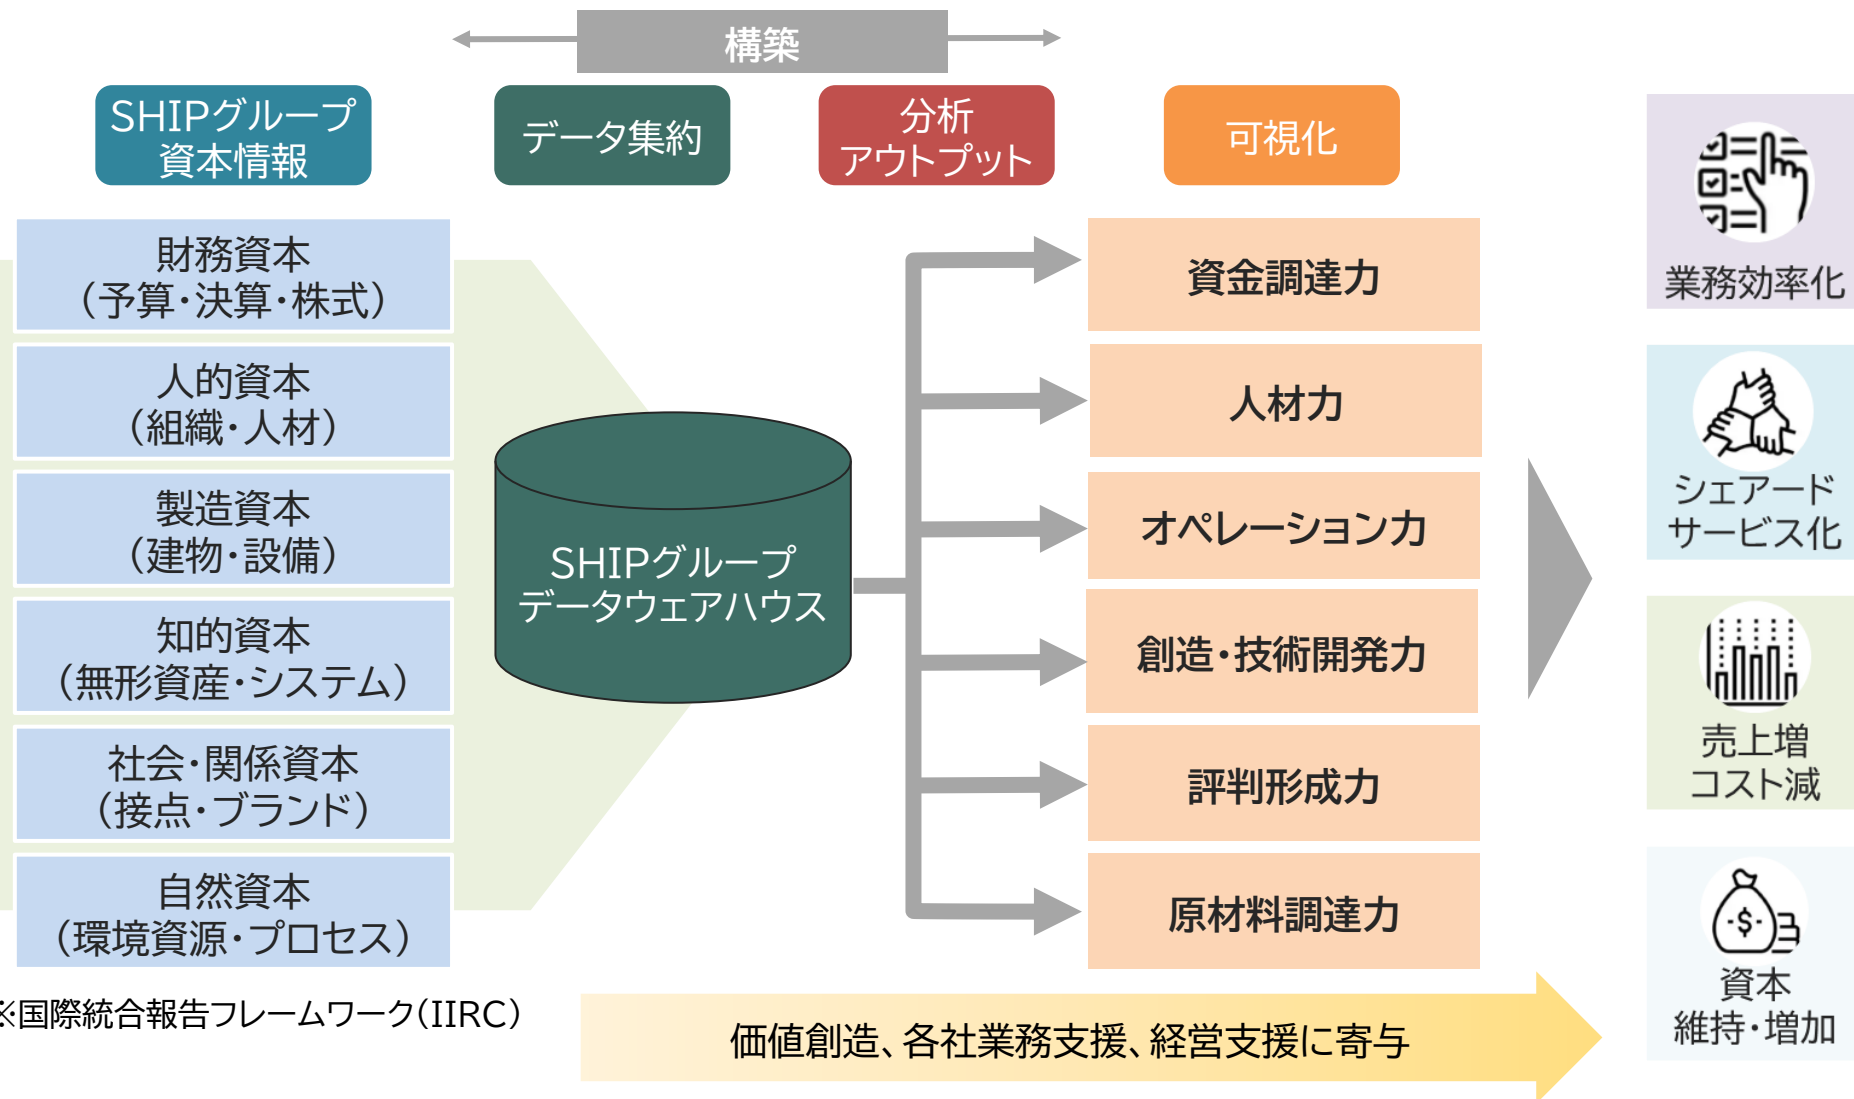 構築
SHIPグループ
資本情報
データ集約
分析
アウトプット
可視化
財務資本
（予算・決算・株式）
人的資本
（組織・人材）
製造資本
（建物・設備）
知的資本
（無形資産・システム）
社会・関係資本
（接点・ブランド）
自然資本
（環境資源・プロセス）
※国際統合報告フレームワーク（IIRC）
SHIPグループ
データウェアハウス
資金調達力
人材力
オペレーション力
創造・技術開発力
評判形成力
原材料調達力
価値創造、各社業務支援、経営支援に寄与
業務効率化
シェアード
サービス化
売上増
コスト減
-$-
資本
維持・増加